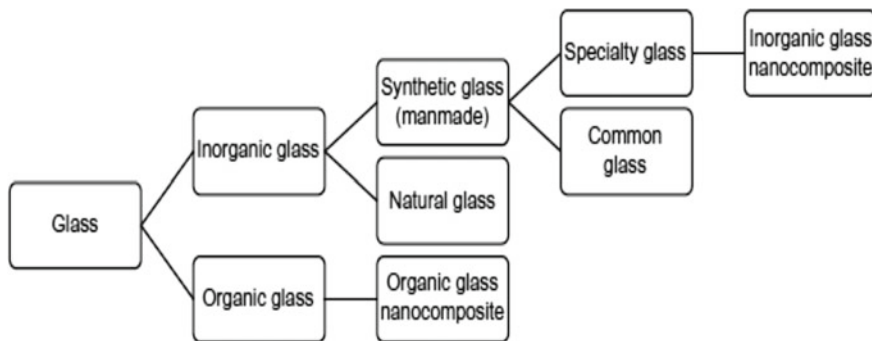 Glass
Inorganic glass
Organic glass
Synthetic glass
(manmade)
Natural glass
Organic glass
nanocomposite
Specialty glass
Common
glass
Inorganic glass
nanocomposite